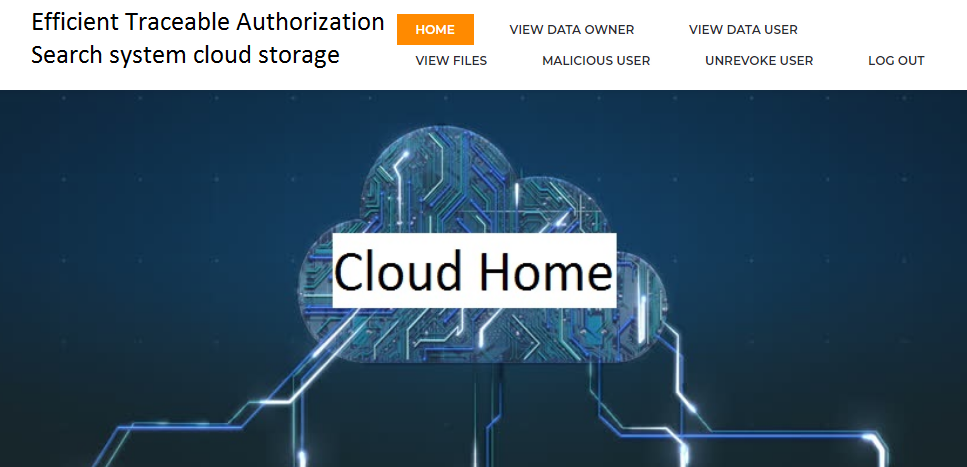 Efficient Traceable Authorization
Search system cloud storage
HOME VIEW DATA OWNER VIEW DATA USER
VIEW FILES MALICIOUS USER UNREVOKE USER LOG OUT
Cloud Home